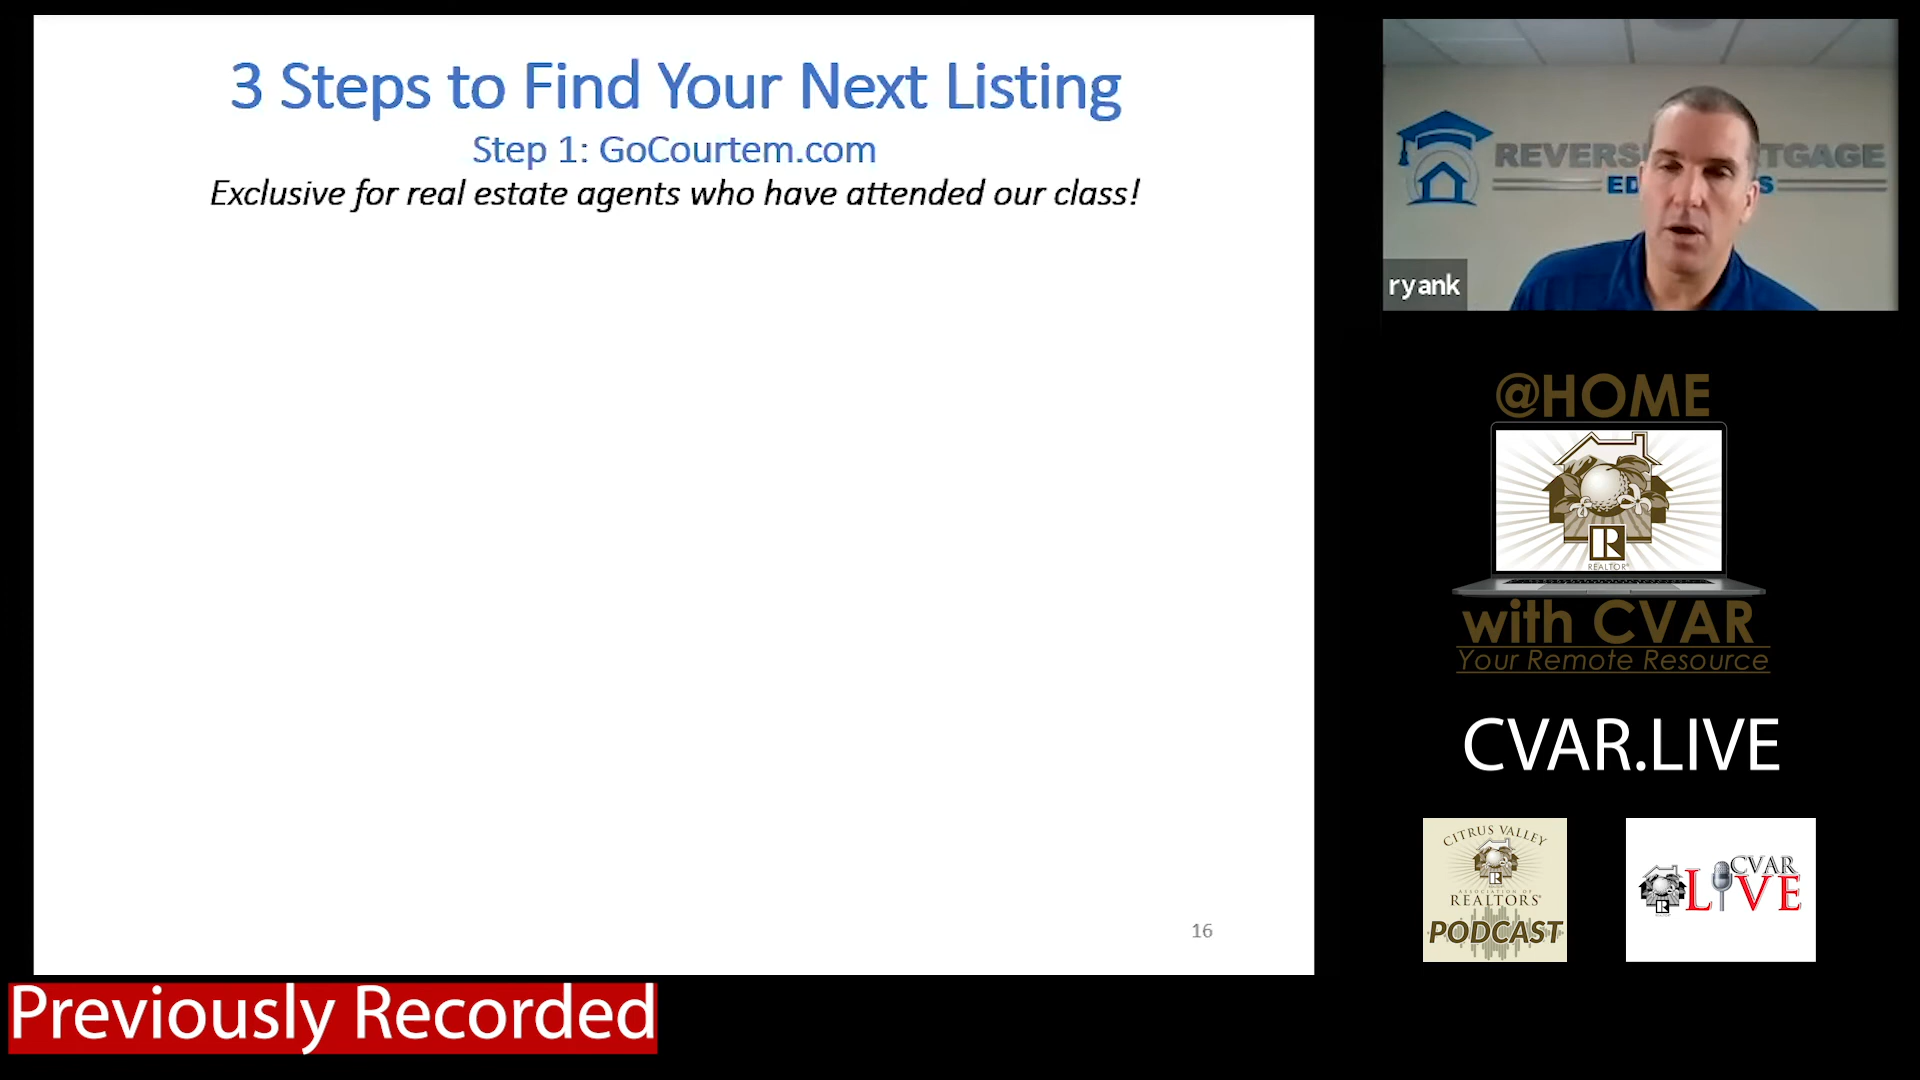 3 Steps to Find Your Next Listing
Step 1: GoCourtem.com
Exclusive for real estate agents who have attended our class!
16
ryank
@HOME
REALTOR®
with CVAR
Your Remote Resource
CVAR.LIVE
CITRUS VALLEY
ASSOCIATION OF
REALTORS®
PODCAST
CVAR
LIVE
Previously Recorded